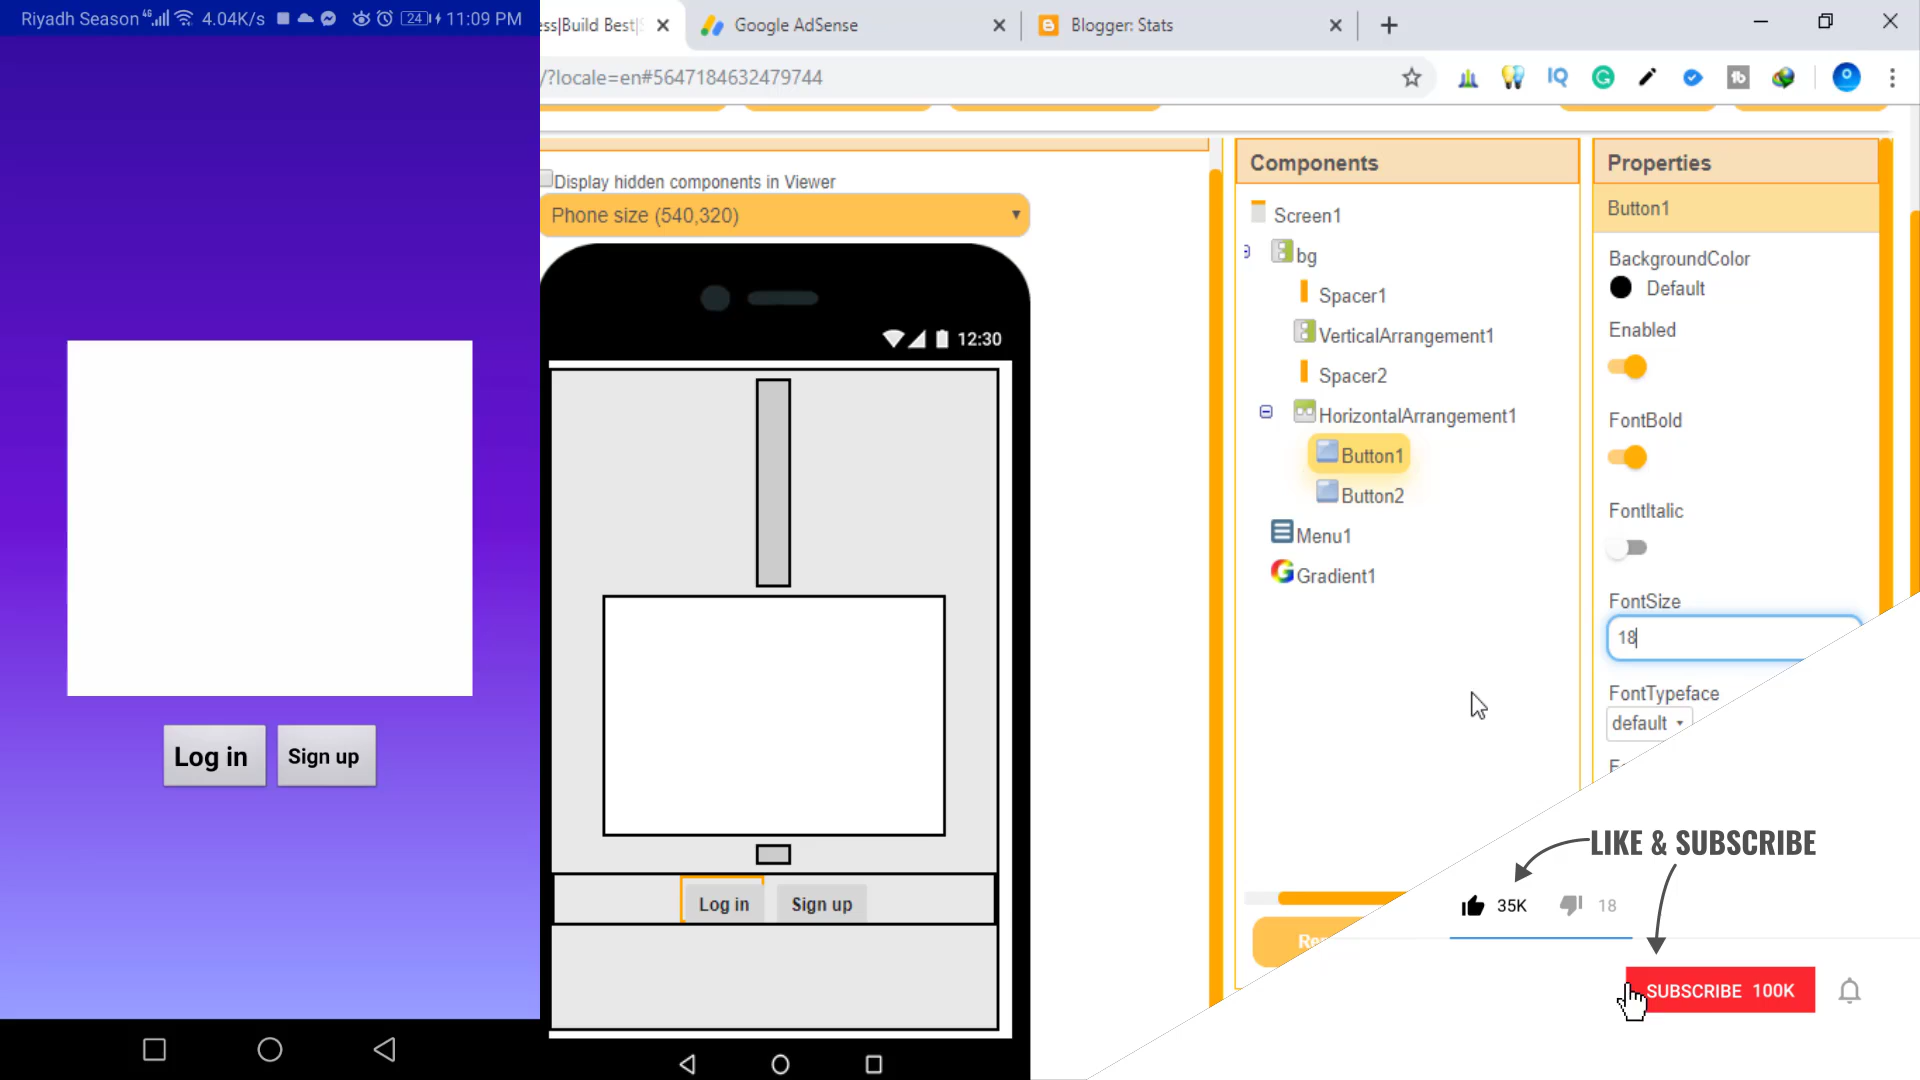 Riyadh Season 4G 4.04K/s 24 11:09 PM
ess|Build Best|S
Google AdSense
Blogger: Stats
/?locale=en#5647184632479744
Display hidden components in Viewer
Phone size (540,320)
12:30
Log in
Sign up
Log in
Sign up
Components
Screen1
bg
Spacer1
VerticalArrangement1
Spacer2
HorizontalArrangement1
Button1
Button2
Menu1
Gradient1
Properties
Button1
BackgroundColor
Default
Enabled
FontBold
FontItalic
FontSize
18
FontTypeface
default
LIKE & SUBSCRIBE
35K
18
SUBSCRIBE 100K